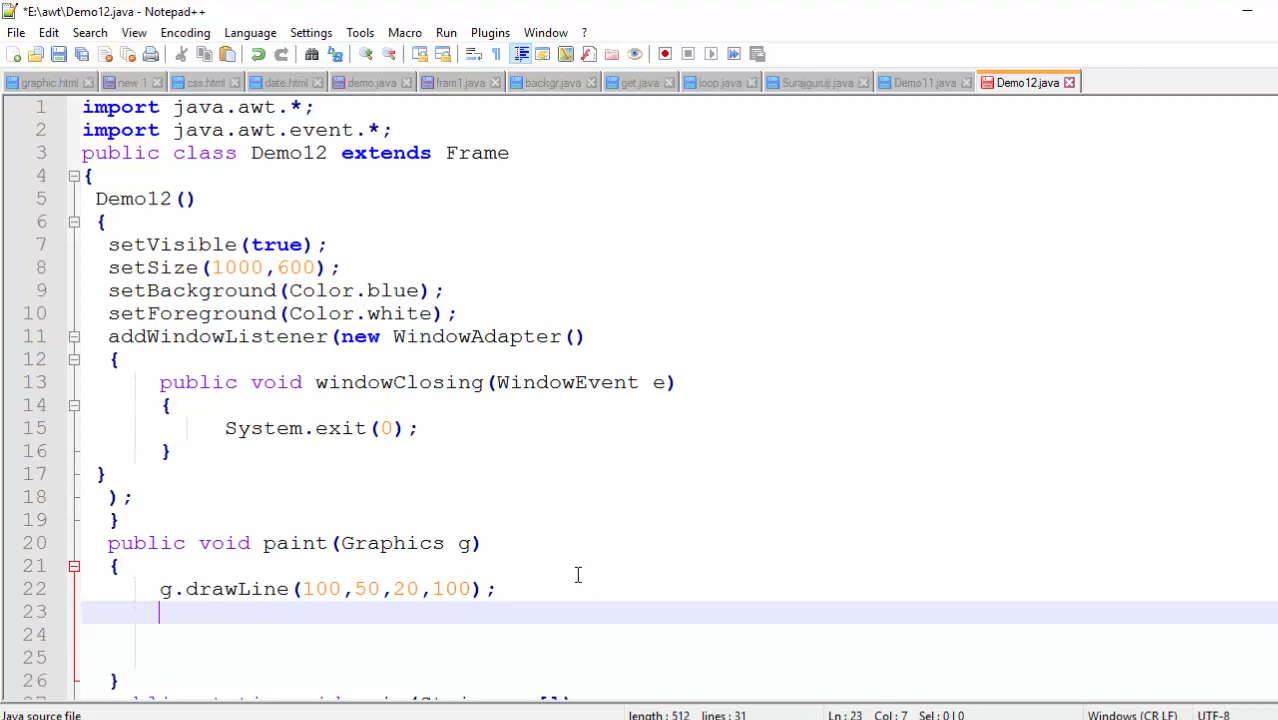 *E:\awt\Demo12.java - Notepad++
File Edit Search View Encoding Language Settings Tools Macro Run Plugins Window ?
graphic.html new 1 css.html date.html demo.java fram1.java backgr.java get.java loop.java Surajguruji.java Demo11.java Demo12.java
1 import java.awt.*;
2 import java.awt.event.*;
3 public class Demo12 extends Frame
4 {
5 Demo12()
6 {
7 setVisible(true);
8 setSize(1000,600);
9 setBackground(Color.blue);
10 setForeground(Color.white);
11 addWindowListener(new WindowAdapter()
12 {
13 public void windowClosing(WindowEvent e)
14 {
15 System.exit(0);
16 }
17 }
18 );
19 }
20 public void paint(Graphics g)
21 {
22 g.drawLine(100,50,20,100);
23
24
25
26 }
Java source file length : 512 lines : 31 Ln : 23 Col : 7 Sel : 0 | 0 Windows (CR LF) UTF-8